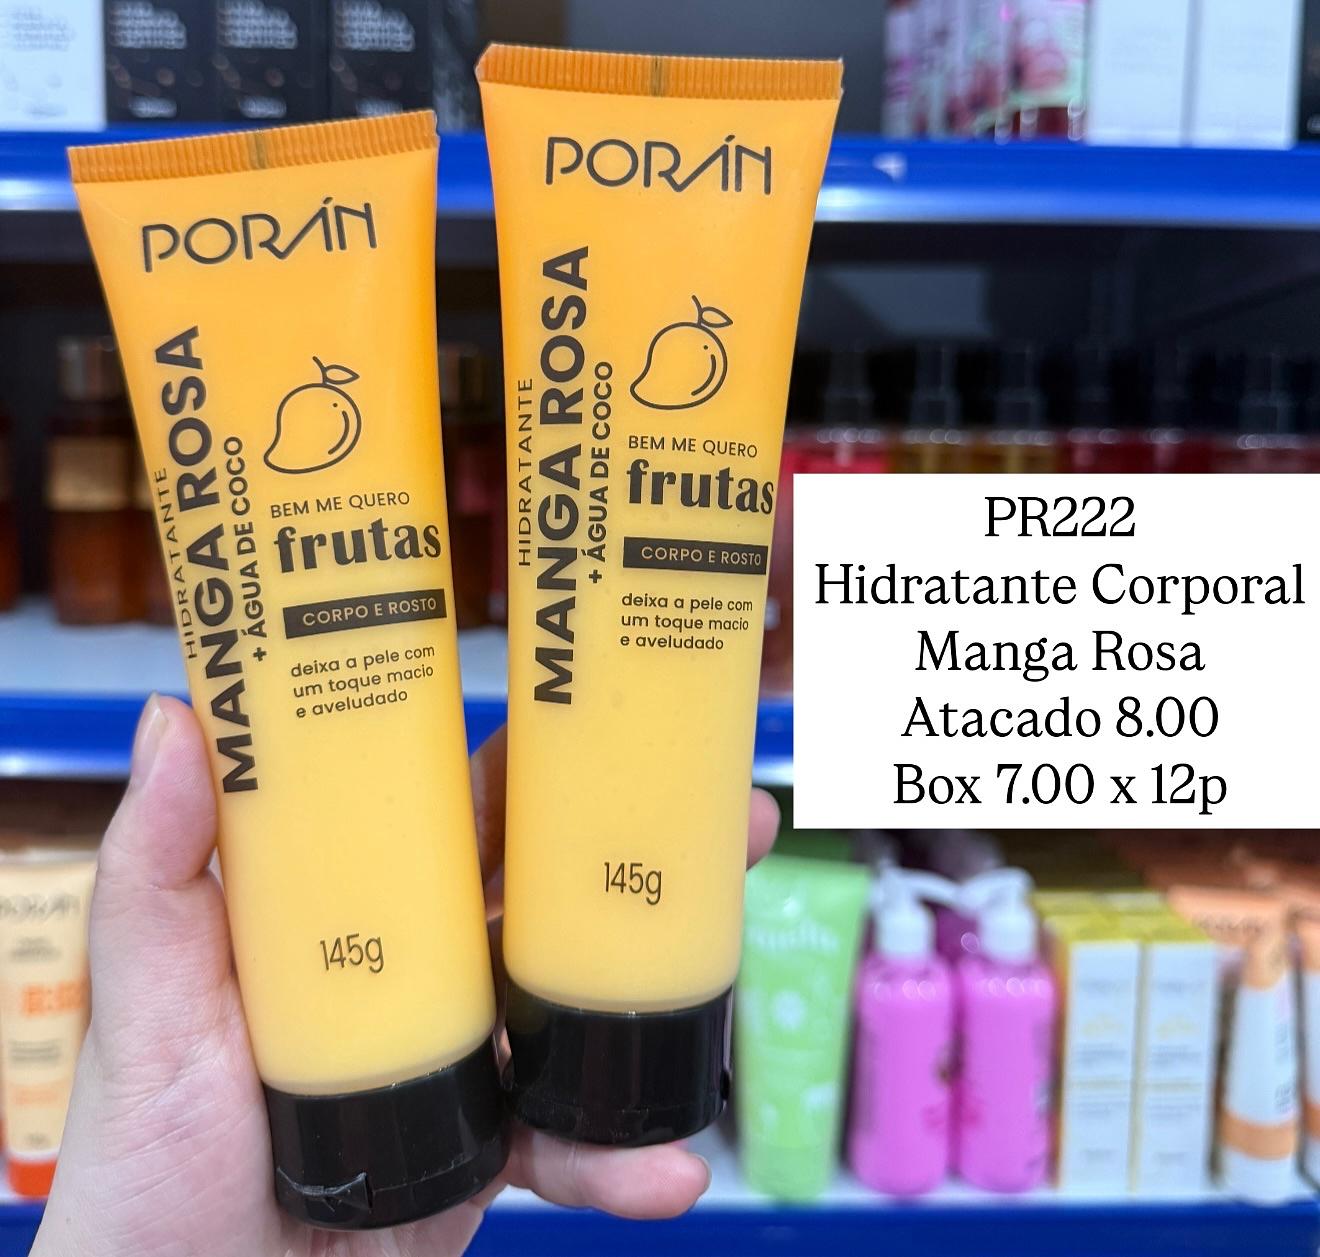 PORÁN
HIDRATANTE
MANGA ROSA
+ ÁGUA DE COCO
BEM ME QUERO
frutas
CORPO E ROSTO
deixa a pele com
um toque macio
e aveludado
145g
PORÁN
HIDRATANTE
MANGA ROSA
+ ÁGUA DE COCO
BEM ME QUERO
frutas
CORPO E ROSTO
deixa a pele com
um toque macio
e aveludado
145g
PR222
Hidratante Corporal
Manga Rosa
Atacado 8.00
Box 7.00 x 12p